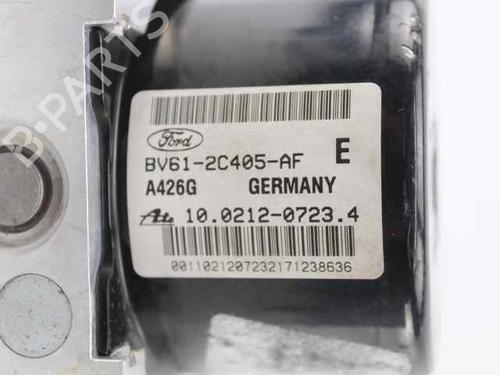 B-PARTS
Ford
BV61-2C405-AF E
A426G GERMANY
Ate 10.0212-0723.4
0011021207232171238636